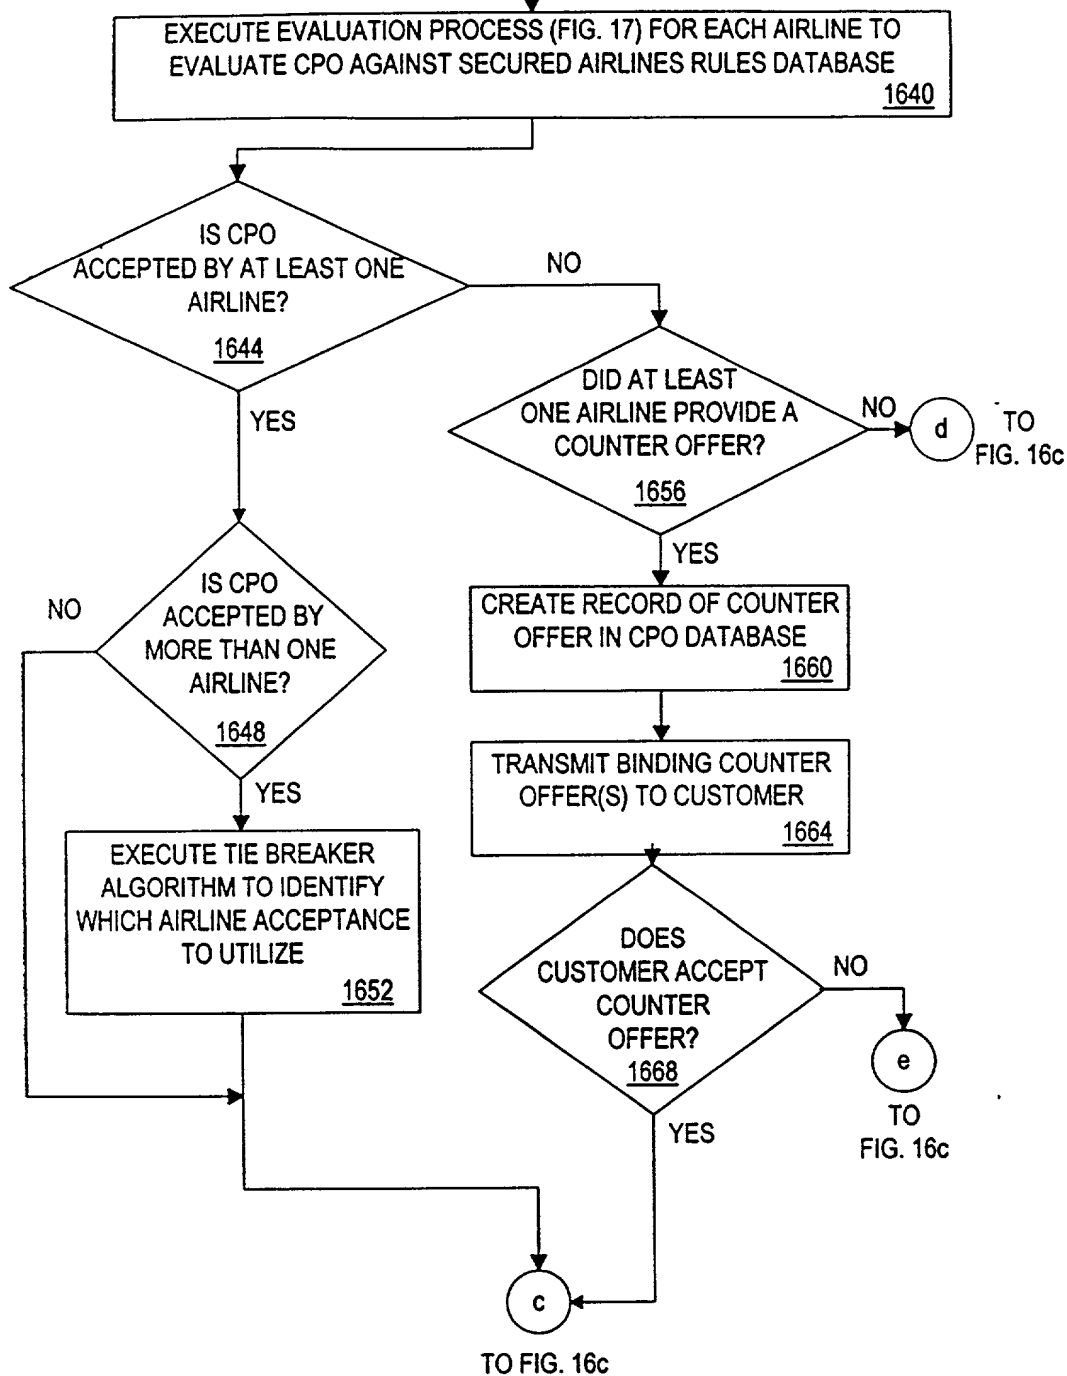 EXECUTE EVALUATION PROCESS (FIG. 17) FOR EACH AIRLINE TO
EVALUATE CPO AGAINST SECURED AIRLINES RULES DATABASE
1640
IS CPO
ACCEPTED BY AT LEAST ONE
AIRLINE?
1644
NO
YES
DID AT LEAST
ONE AIRLINE PROVIDE A
COUNTER OFFER?
1656
NO
d
TO
FIG. 16c
YES
IS CPO
ACCEPTED BY
MORE THAN ONE
AIRLINE?
1648
NO
YES
CREATE RECORD OF COUNTER
OFFER IN CPO DATABASE
1660
TRANSMIT BINDING COUNTER
OFFER(S) TO CUSTOMER
1664
EXECUTE TIE BREAKER
ALGORITHM TO IDENTIFY
WHICH AIRLINE ACCEPTANCE
TO UTILIZE
1652
DOES
CUSTOMER ACCEPT
COUNTER
OFFER?
1668
NO
e
TO
FIG. 16c
YES
c
TO FIG. 16c